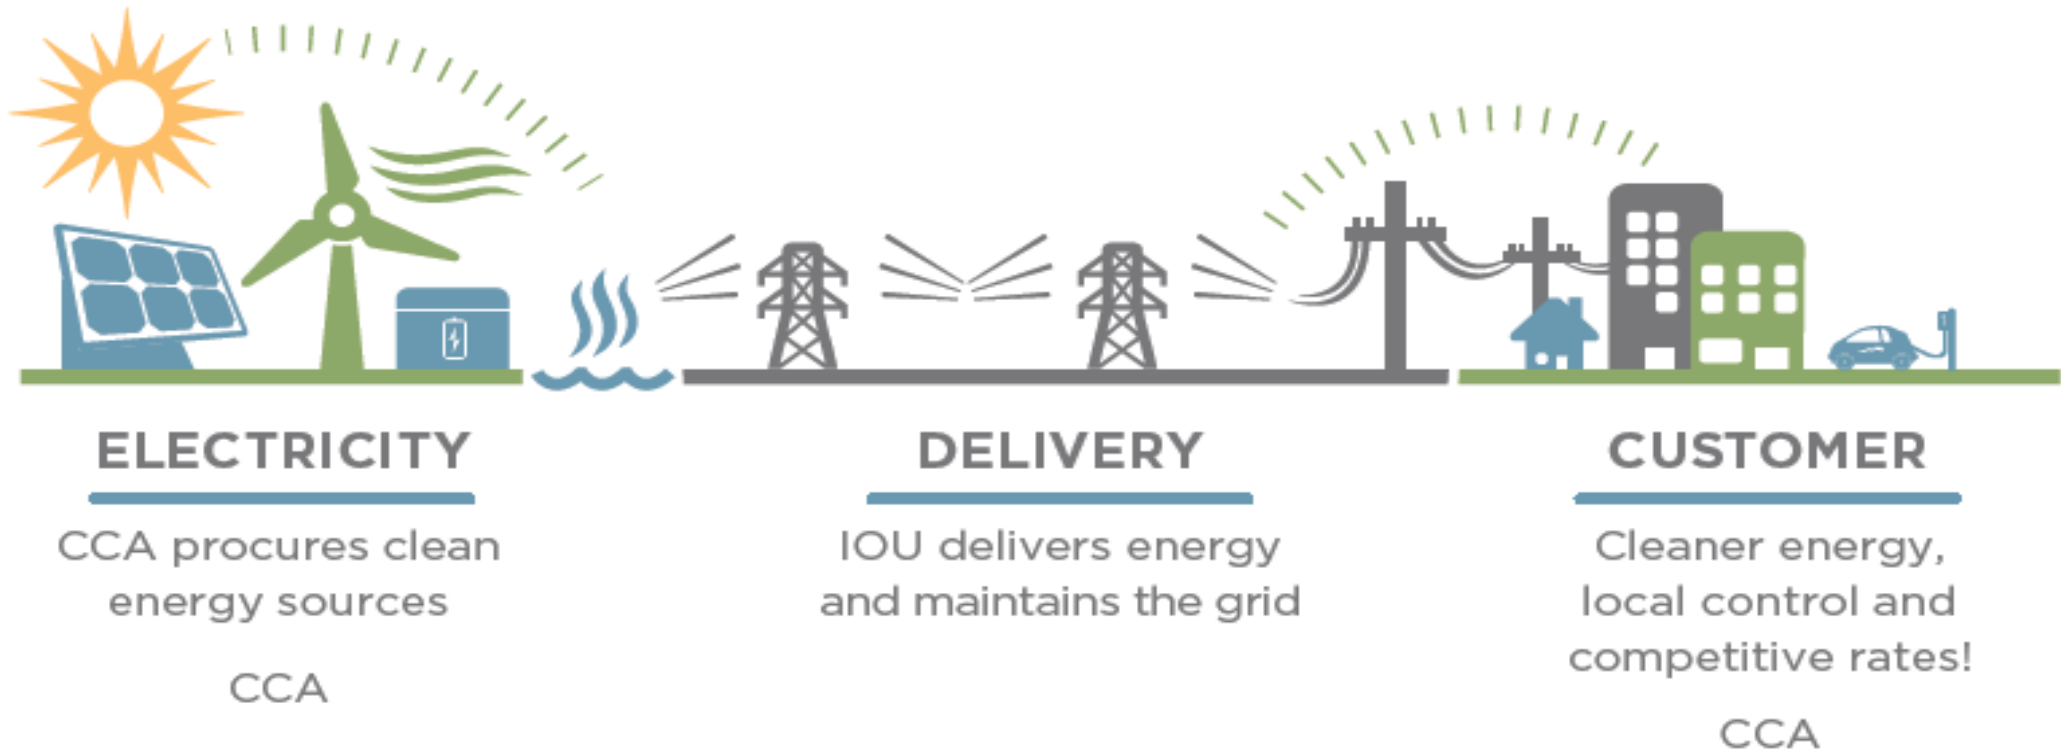 ELECTRICITY
CCA procures clean
energy sources
CCA
DELIVERY
IOU delivers energy
and maintains the grid
CUSTOMER
Cleaner energy,
local control and
competitive rates!
CCA